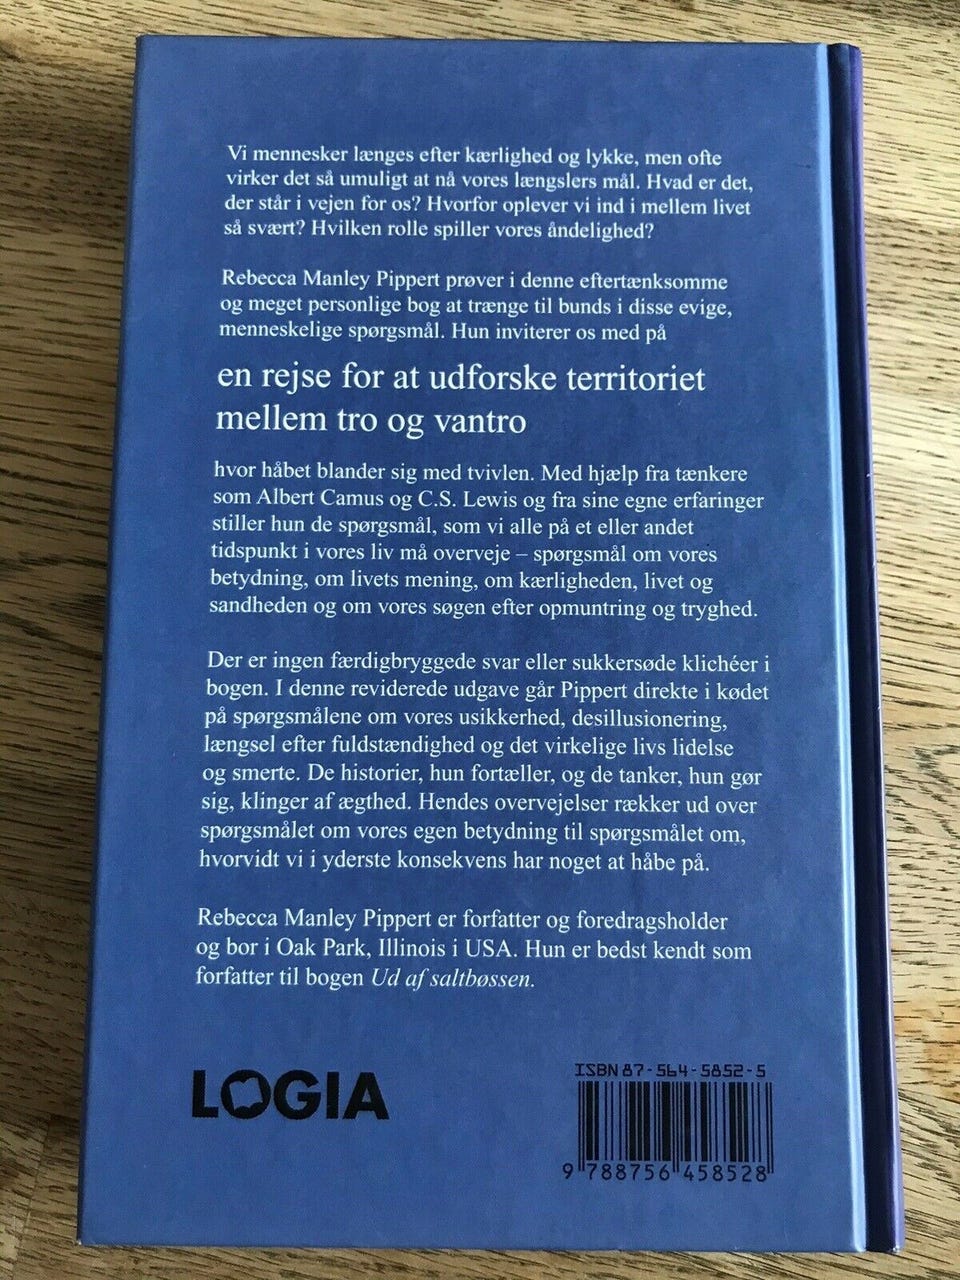 Vi mennesker længes efter kærlighed og lykke, men ofte
virker det så umuligt at nå vores længslers mål. Hvad er det,
der står i vejen for os? Hvorfor oplever vi ind i mellem livet
så svært? Hvilken rolle spiller vores åndelighed?
Rebecca Manley Pippert prøver i denne eftertænksomme
og meget personlige bog at trænge til bunds i disse evige,
menneskelige spørgsmål. Hun inviterer os med på
en rejse for at udforske territoriet
mellem tro og vantro
hvor håbet blander sig med tvivlen. Med hjælp fra tænkere
som Albert Camus og C.S. Lewis og fra sine egne erfaringer
stiller hun de spørgsmål, som vi alle på et eller andet
tidspunkt i vores liv må overveje – spørgsmål om vores
betydning, om livets mening, om kærligheden, livet og
sandheden og om vores søgen efter opmuntring og tryghed.
Der er ingen færdigbryggede svar eller sukkersøde klichéer i
bogen. I denne reviderede udgave går Pippert direkte i kødet
på spørgsmålene om vores usikkerhed, desillusionering,
længsel efter fuldstændighed og det virkelige livs lidelse
og smerte. De historier, hun fortæller, og de tanker, hun gør
sig, klinger af ægthed. Hendes overvejelser rækker ud over
spørgsmålet om vores egen betydning til spørgsmålet om,
hvorvidt vi i yderste konsekvens har noget at håbe på.
Rebecca Manley Pippert er forfatter og foredragsholder
og bor i Oak Park, Illinois i USA. Hun er bedst kendt som
forfatter til bogen Ud af saltbøssen.
LOGIA
ISBN 87-564-5852-5
9 788756 458528